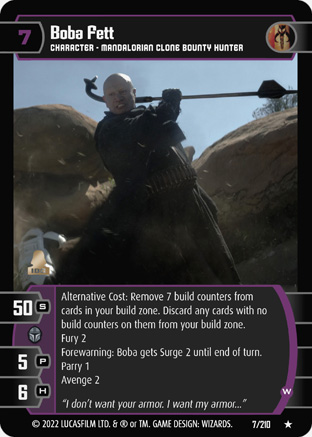 7
Boba Fett
CHARACTER - MANDALORIAN CLONE BOUNTY HUNTER
50 S
5 P
6 H
Alternative Cost: Remove 7 build counters from
cards in your build zone. Discard any cards with no
build counters on them from your build zone.
Fury 2
Forewarning: Boba gets Surge 2 until end of turn.
Parry 1
Avenge 2
"I don't want your armor. I want my armor..."
W
© 2022 LUCASFILM LTD. & ® or TM. GAME DESIGN: WIZARDS.
7/210